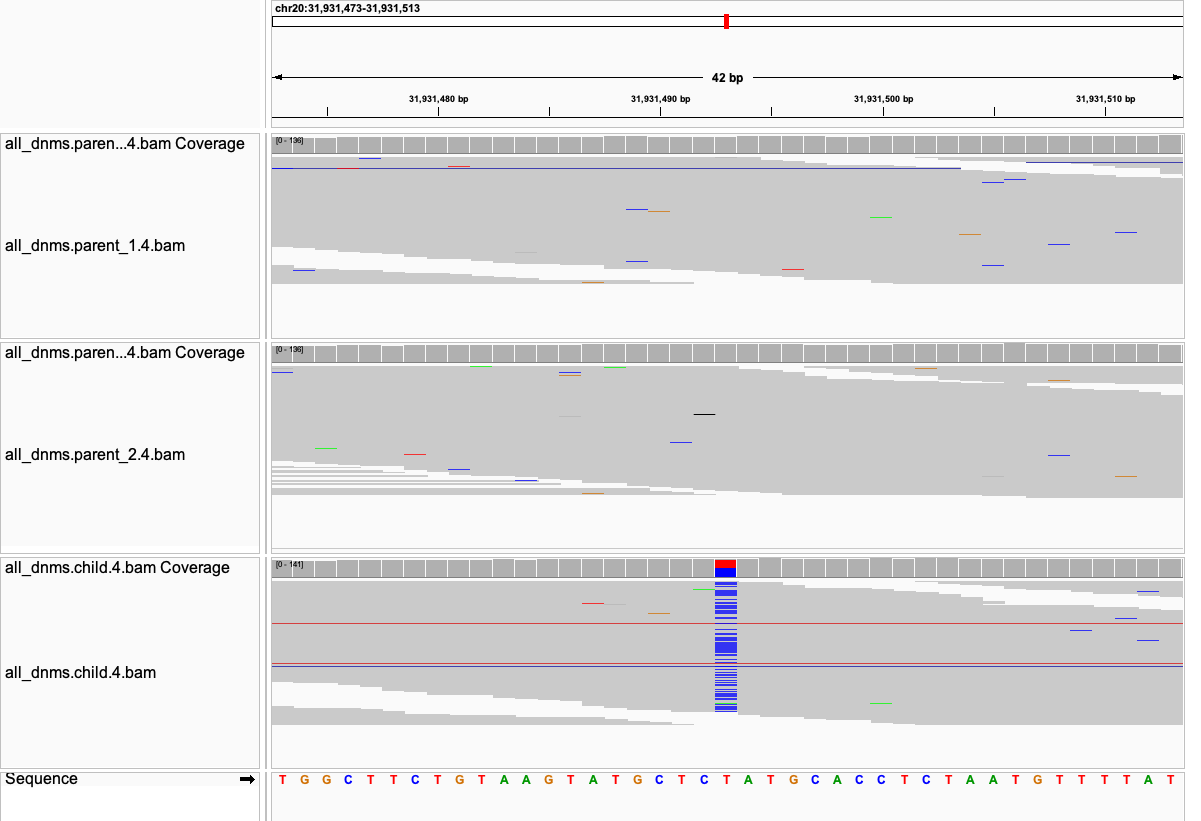 chr20:31,931,473-31,931,513
42 bp
31,931,480 bp 31,931,490 bp 31,931,500 bp 31,931,510 bp
all_dnms.paren...4.bam Coverage
[0 - 136]
all_dnms.parent_1.4.bam
all_dnms.paren...4.bam Coverage
[0 - 136]
all_dnms.parent_2.4.bam
all_dnms.child.4.bam Coverage
[0 - 141]
all_dnms.child.4.bam
Sequence T G G C T T C T G T A A G T A T G C T C T A T G C A C C T C T A A T G T T T T A T